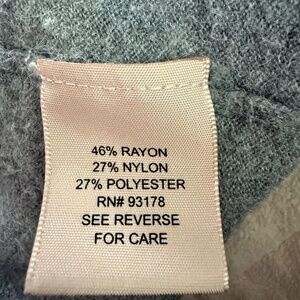 46% RAYON
27% NYLON
27% POLYESTER
RN# 93178
SEE REVERSE
FOR CARE